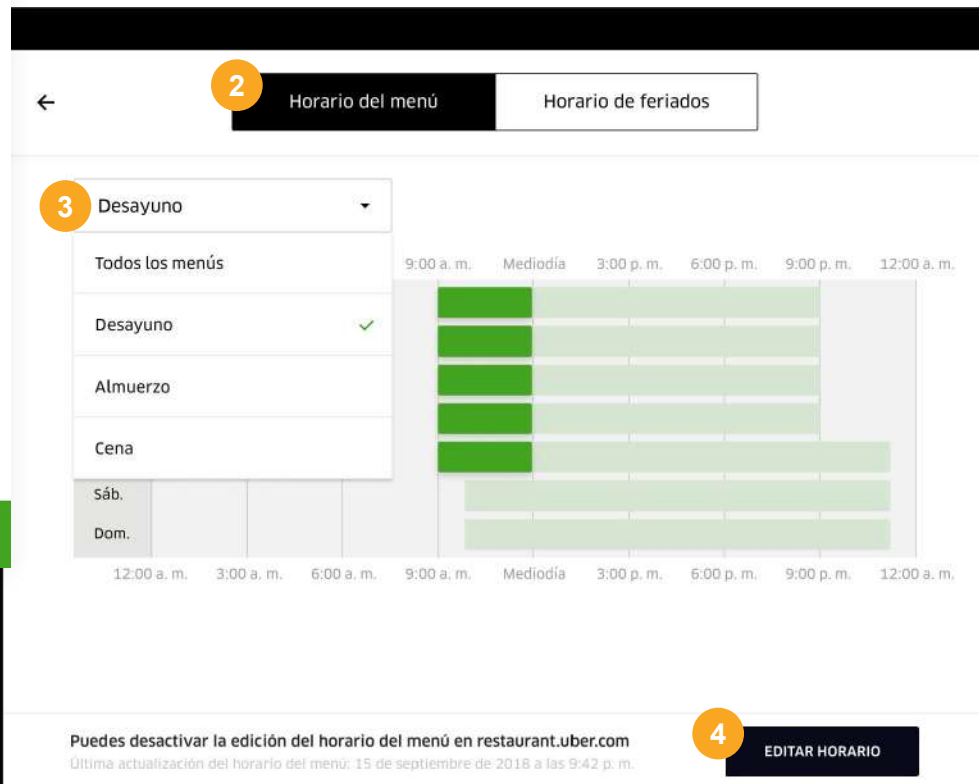 2
Horario del menú
Horario de feriados
3
Desayuno
Todos los menús
Desayuno
Almuerzo
Cena
9:00 a. m. Mediodía 3:00 p. m. 6:00 p. m. 9:00 p. m. 12:00 a. m.
Sáb.
Dom.
12:00 a. m. 3:00 a. m. 6:00 a. m. 9:00 a. m. Mediodía 3:00 p. m. 6:00 p. m. 9:00 p. m. 12:00 a. m.
Puedes desactivar la edición del horario del menú en restaurant.uber.com
Última actualización del horario del menú: 15 de septiembre de 2018 a las 9:42 p. m.
4
EDITAR HORARIO